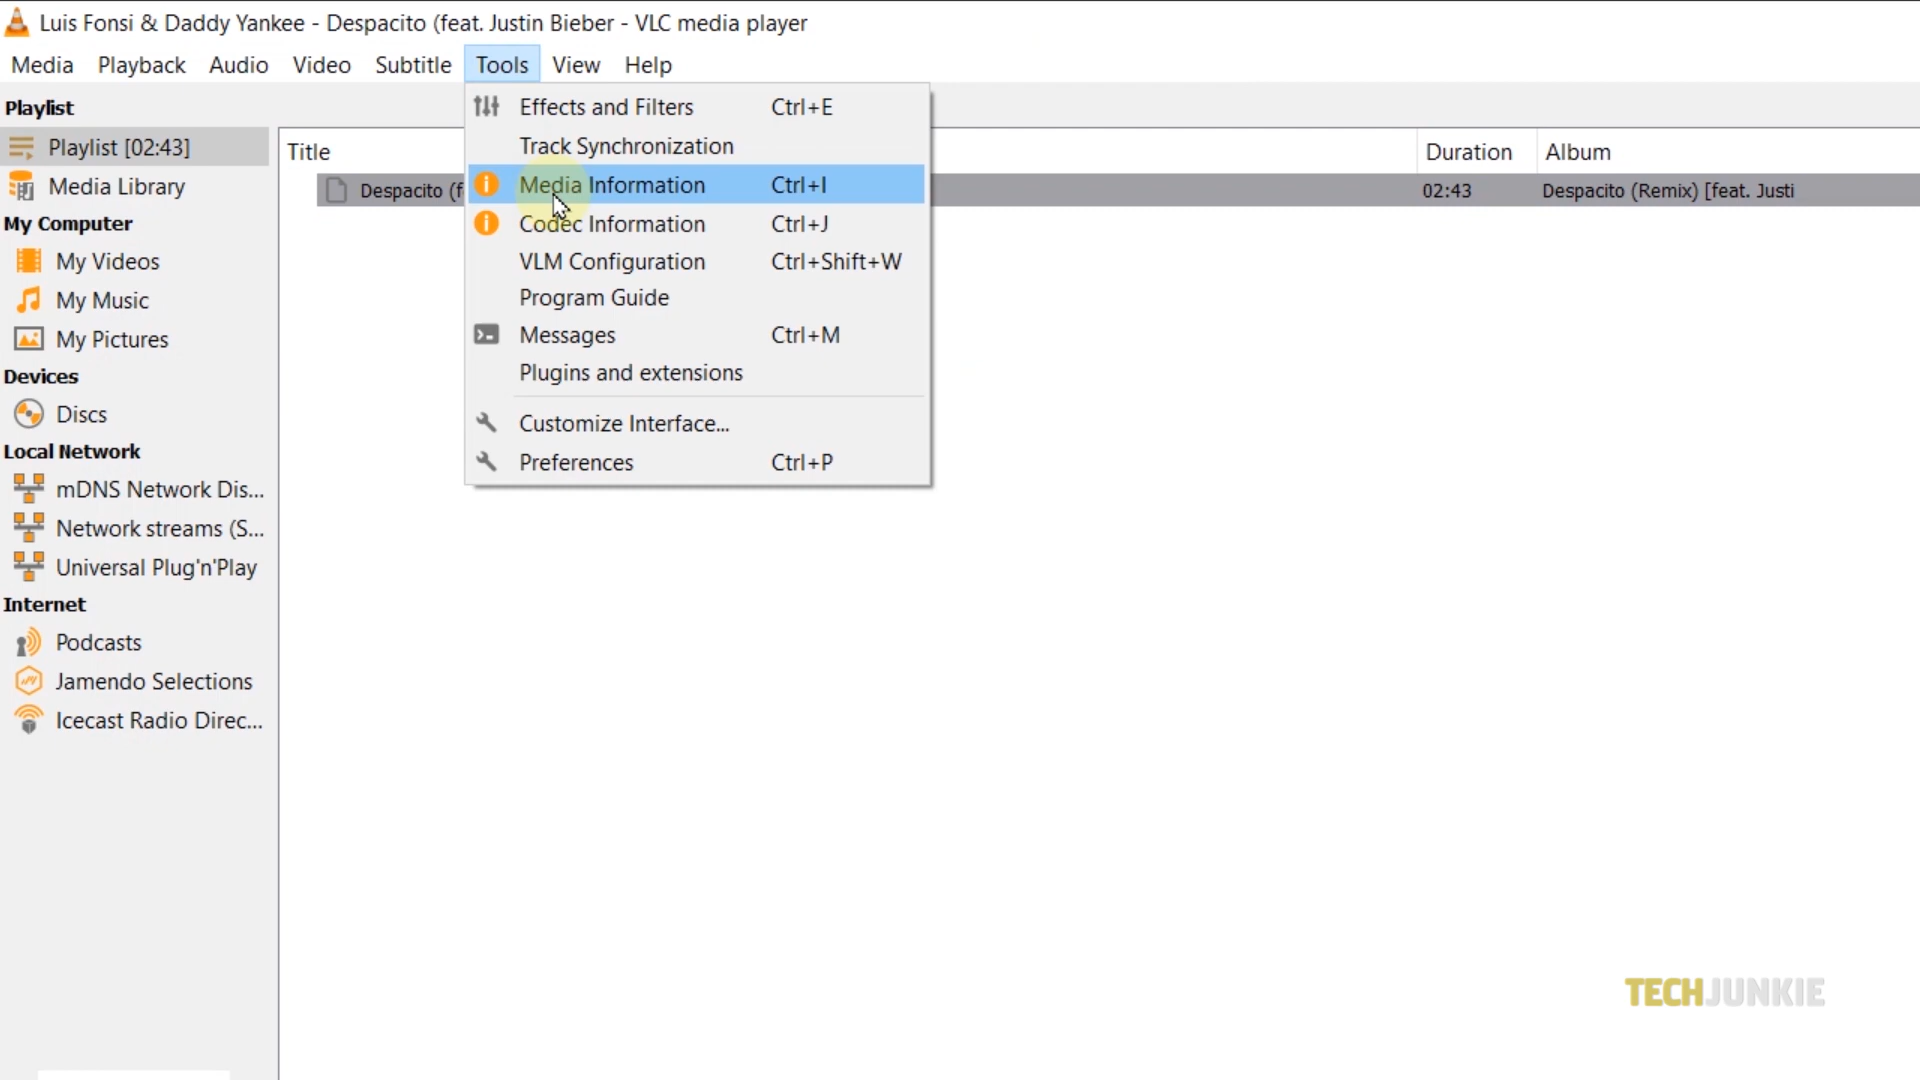 Luis Fonsi & Daddy Yankee - Despacito (feat. Justin Bieber - VLC media player
Media Playback Audio Video Subtitle Tools View Help
Playlist
Playlist [02:43]
Media Library
My Computer
My Videos
My Music
My Pictures
Devices
Discs
Local Network
mDNS Network Dis...
Network streams (S...
Universal Plug'n'Play
Internet
Podcasts
Jamendo Selections
Icecast Radio Direc...
Effects and Filters Ctrl+E
Track Synchronization
Media Information Ctrl+I
Codec Information Ctrl+J
VLM Configuration Ctrl+Shift+W
Program Guide
Messages Ctrl+M
Plugins and extensions
Customize Interface...
Preferences Ctrl+P
Title Duration Album
Despacito (f 02:43 Despacito (Remix) [feat. Justi
TECHJUNKIE